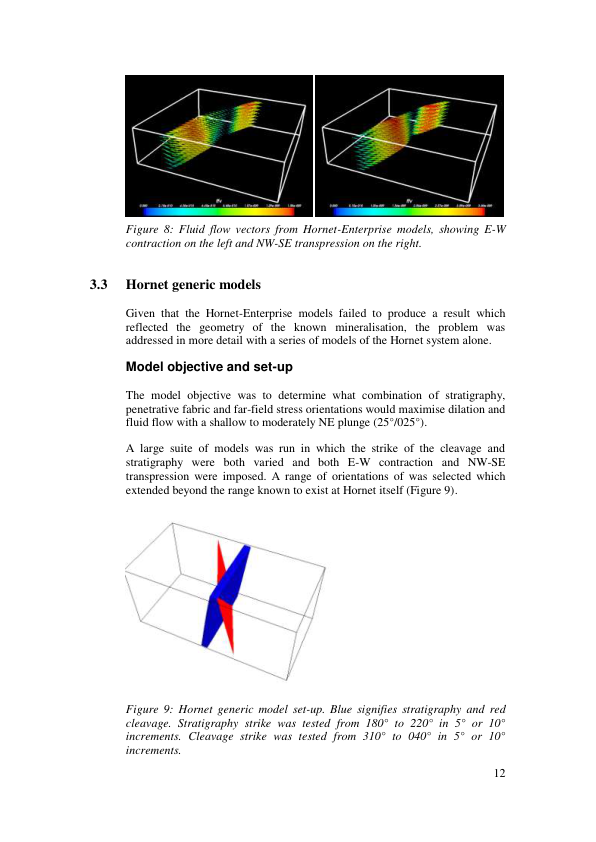 Figure 8: Fluid flow vectors from Hornet-Enterprise models, showing E-W
contraction on the left and NW-SE transpression on the right.
3.3 Hornet generic models
Given that the Hornet-Enterprise models failed to produce a result which
reflected the geometry of the known mineralisation, the problem was
addressed in more detail with a series of models of the Hornet system alone.
Model objective and set-up
The model objective was to determine what combination of stratigraphy,
penetrative fabric and far-field stress orientations would maximise dilation and
fluid flow with a shallow to moderately NE plunge (25°/025°).
A large suite of models was run in which the strike of the cleavage and
stratigraphy were both varied and both E-W contraction and NW-SE
transpression were imposed. A range of orientations of was selected which
extended beyond the range known to exist at Hornet itself (Figure 9).
Figure 9: Hornet generic model set-up. Blue signifies stratigraphy and red
cleavage. Stratigraphy strike was tested from 180° to 220° in 5° or 10°
increments. Cleavage strike was tested from 310° to 040° in 5° or 10°
increments.
12